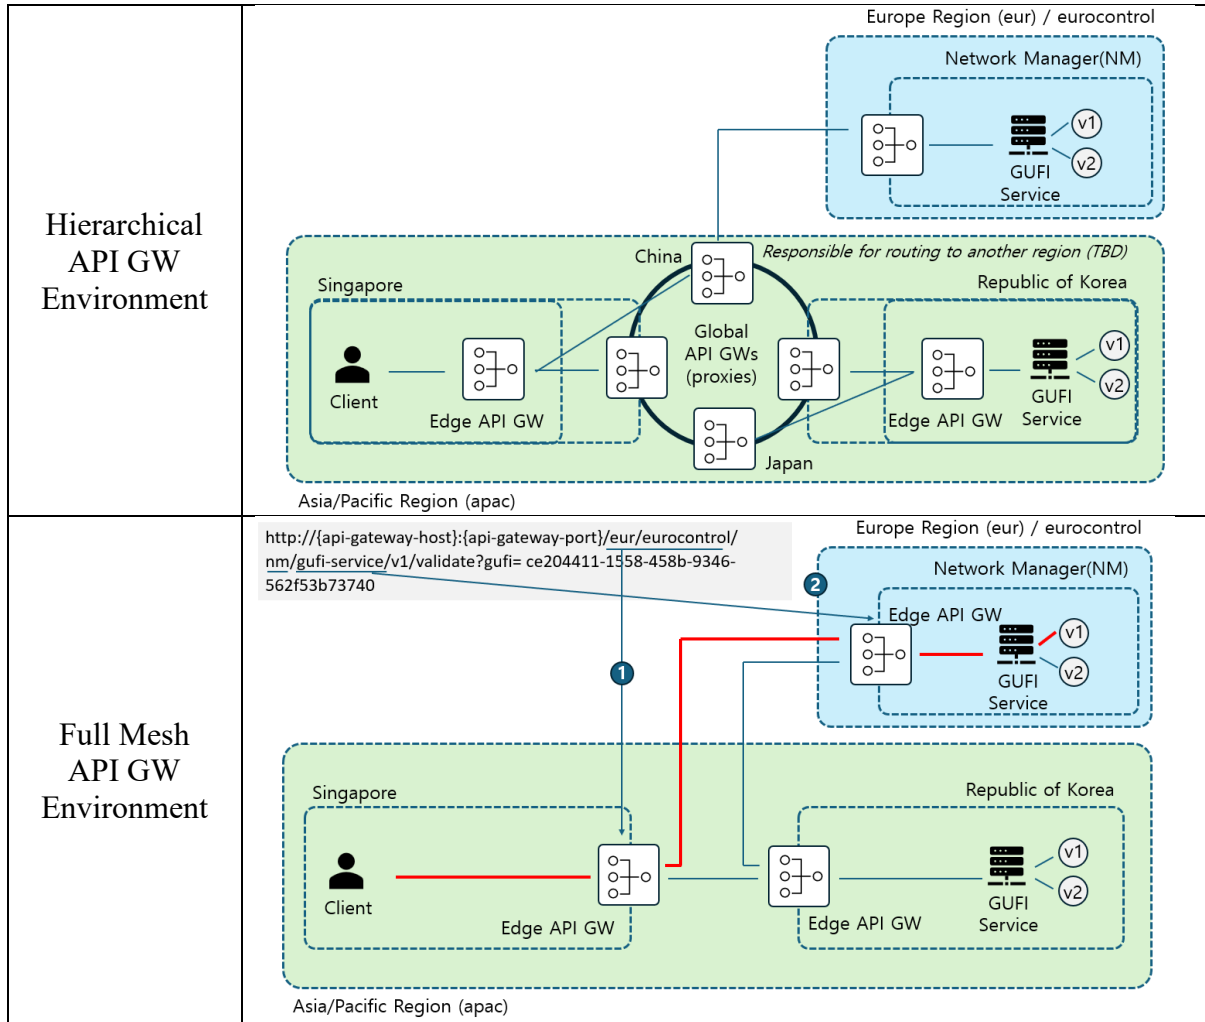 Hierarchical
API GW
Environment
Europe Region (eur) / eurocontrol
Network Manager(NM)
v1
v2
GUFI
Service
China
Responsible for routing to another region (TBD)
Singapore
Republic of Korea
Global
API GWs
(proxies)
Client
Edge API GW
Edge API GW
v1
v2
GUFI
Service
Japan
Asia/Pacific Region (apac)
Full Mesh
API GW
Environment
http://{api-gateway-host}:{api-gateway-port}/eur/eurocontrol/
nm/gufi-service/v1/validate?gufi= ce204411-1558-458b-9346-
562f53b73740
Europe Region (eur) / eurocontrol
Network Manager(NM)
2
Edge API GW
v1
v2
GUFI
Service
1
Singapore
Republic of Korea
Client
Edge API GW
Edge API GW
v1
v2
GUFI
Service
Asia/Pacific Region (apac)